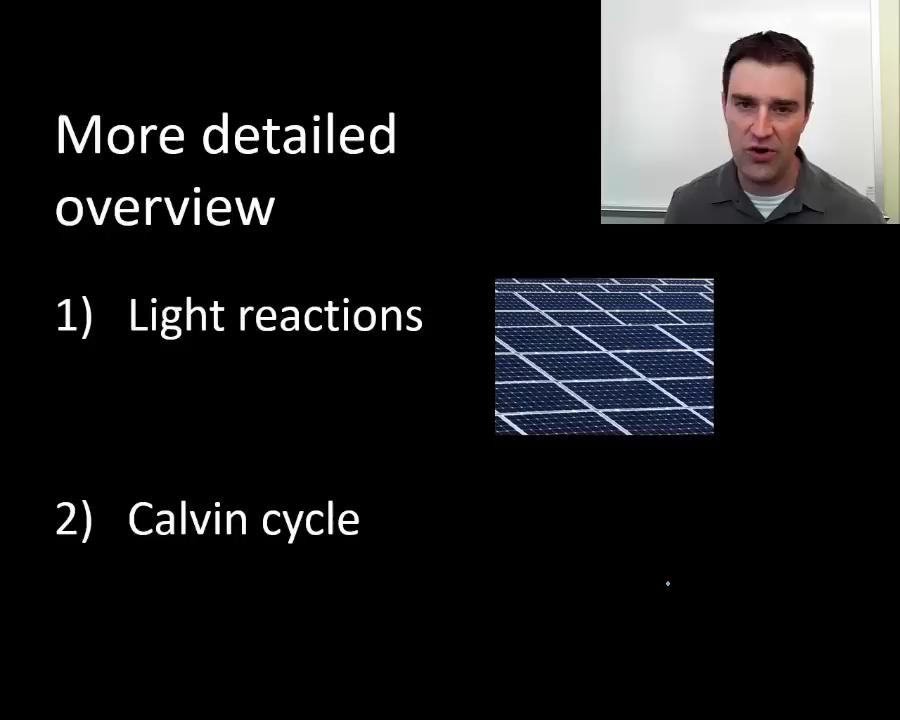 More detailed
overview
1) Light reactions
2) Calvin cycle